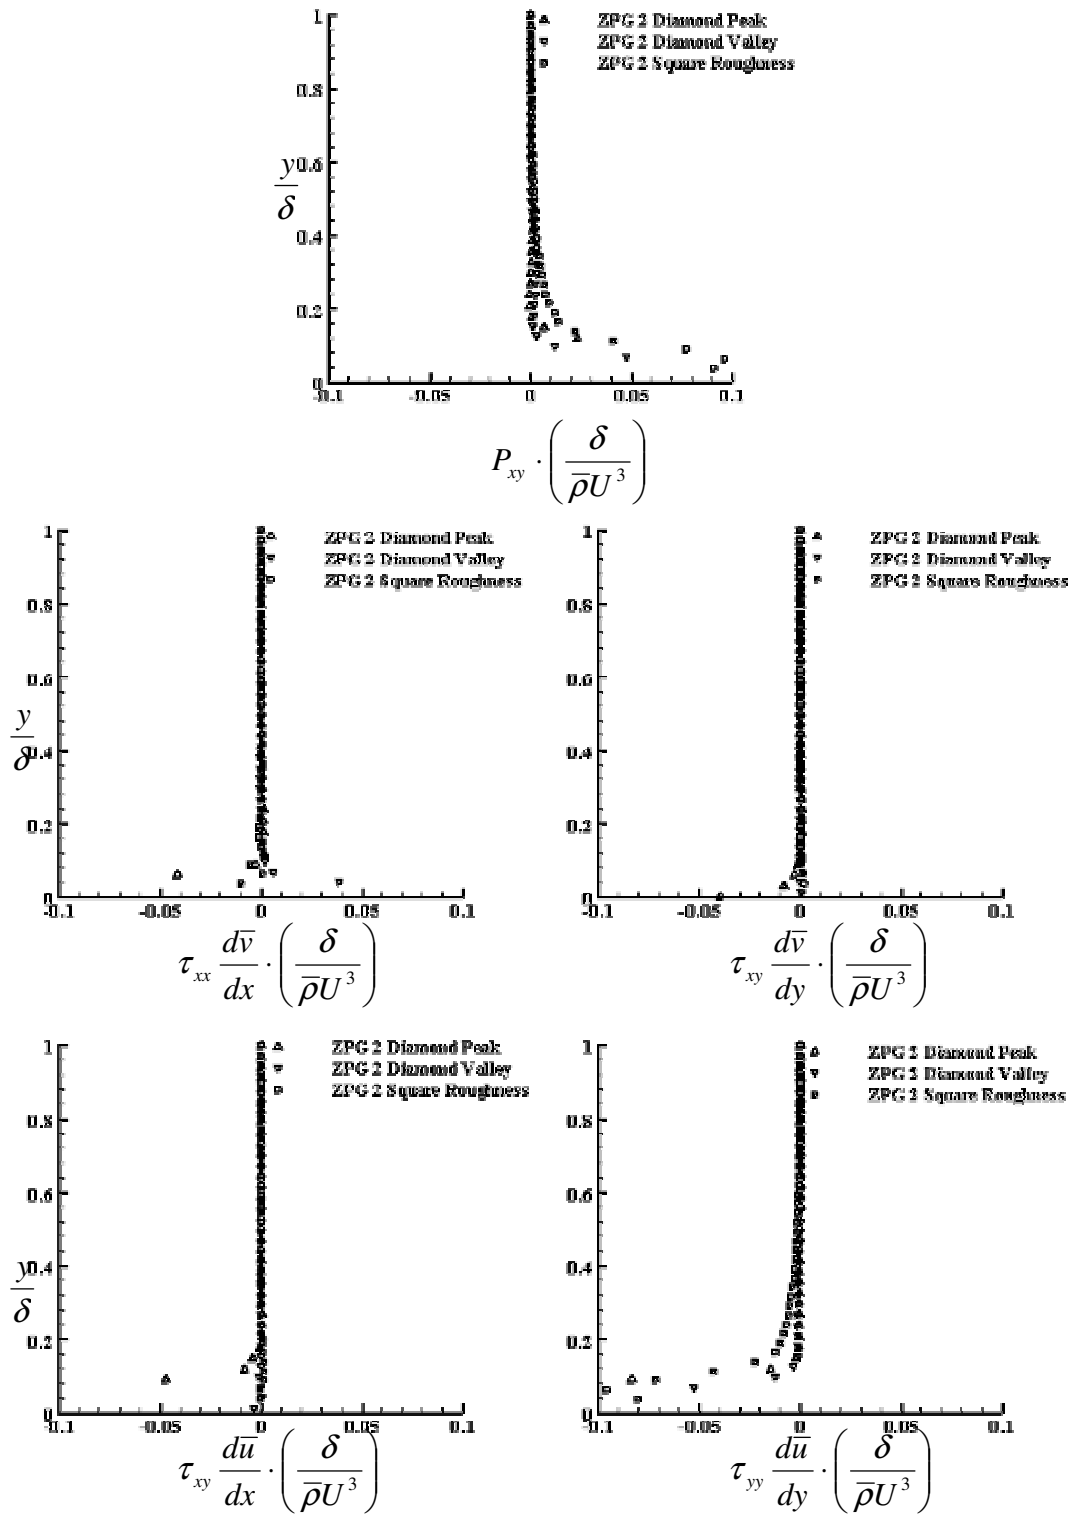 1
ZPG 2 Diamond Peak
ZPG 2 Diamond Valley
ZPG 2 Square Roughness
0.8
0.6
y/δ
0.4
0.2
0
-0.1 -0.05 0 0.05 0.1
P_xy · (δ / ρ̅U³)
1
ZPG 2 Diamond Peak
ZPG 2 Diamond Valley
ZPG 2 Square Roughness
0.8
0.6
y/δ
0.4
0.2
0
-0.1 -0.05 0 0.05 0.1
τ_xx dv̅/dx · (δ / ρ̅U³)
1
ZPG 2 Diamond Peak
ZPG 2 Diamond Valley
ZPG 2 Square Roughness
0.8
0.6
0.4
0.2
0
-0.1 -0.05 0 0.05 0.1
τ_xy dv̅/dy · (δ / ρ̅U³)
1
ZPG 2 Diamond Peak
ZPG 2 Diamond Valley
ZPG 2 Square Roughness
0.8
0.6
0.4
y/δ
0.2
0
-0.1 -0.05 0 0.05 0.1
τ_xy du̅/dx · (δ / ρ̅U³)
1
ZPG 2 Diamond Peak
ZPG 2 Diamond Valley
ZPG 2 Square Roughness
0.8
0.6
0.4
0.2
0
-0.1 -0.05 0 0.05 0.1
τ_yy du̅/dy · (δ / ρ̅U³)